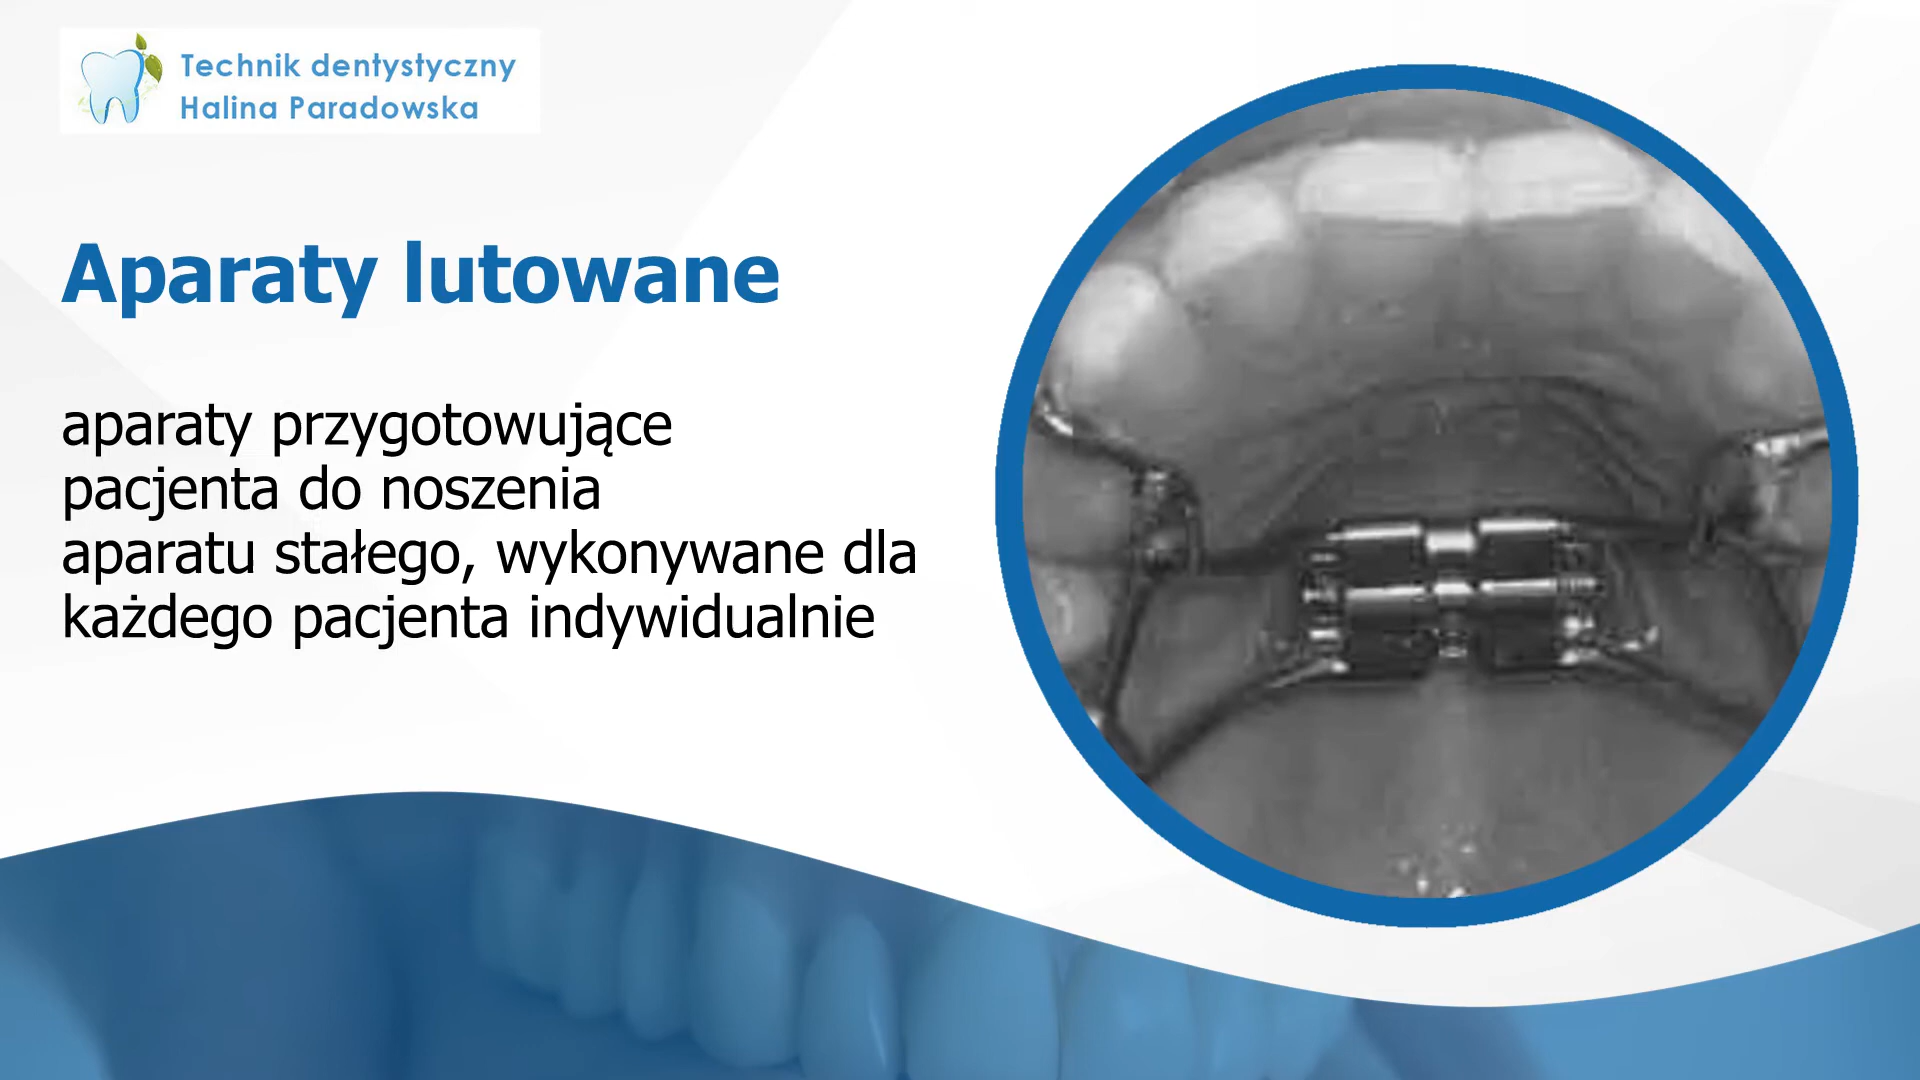 Technik dentystyczny
Halina Paradowska
Aparaty lutowane
aparaty przygotowujące
pacjenta do noszenia
aparatu stałego, wykonywane dla
każdego pacjenta indywidualnie